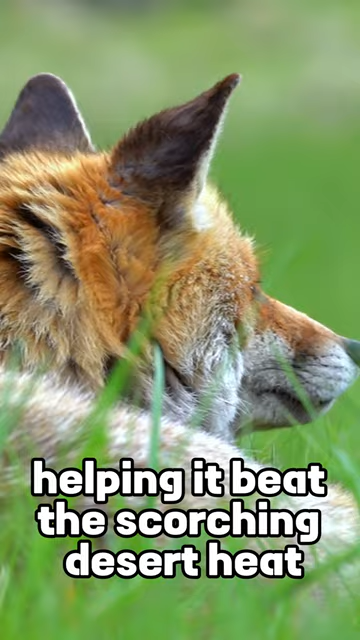 helping it beat
the scorching
desert heat